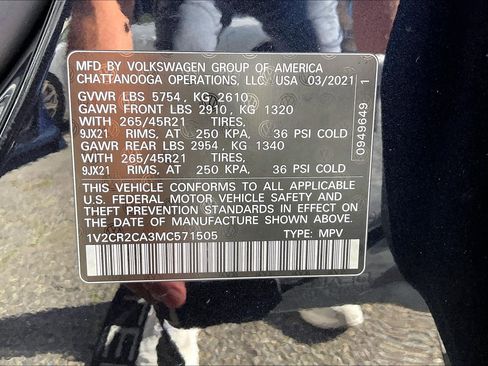 MFD BY VOLKSWAGEN GROUP OF AMERICA
CHATTANOOGA OPERATIONS, LLC, USA 03/2021
GVWR LBS 5754, KG 2610
GAWR FRONT LBS 2910, KG 1320
WITH 265/45R21 TIRES,
9JX21 RIMS, AT 250 KPA, 36 PSI COLD
GAWR REAR LBS 2954, KG 1340
WITH 265/45R21 TIRES,
9JX21 RIMS, AT 250 KPA, 36 PSI COLD
THIS VEHICLE CONFORMS TO ALL APPLICABLE
U.S. FEDERAL MOTOR VEHICLE SAFETY AND
THEFT PREVENTION STANDARDS IN EFFECT ON
THE DATE OF MANUFACTURE SHOWN ABOVE.
1V2CR2CA3MC571505 TYPE: MPV
0949649 1